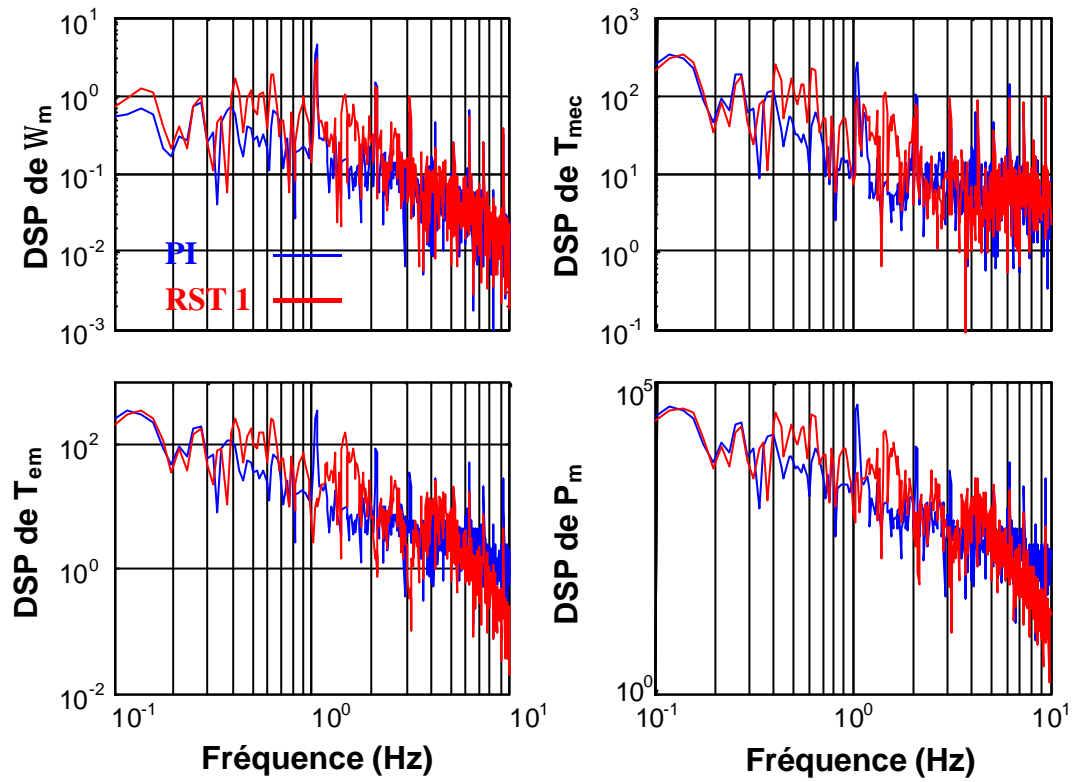 10^1
10^0
10^-1
10^-2
10^-3
DSP de W_m
PI
RST 1
10^3
10^2
10^1
10^0
10^-1
DSP de T_mec
10^2
10^0
10^-2
DSP de T_em
10^-1
10^0
10^1
Fréquence (Hz)
10^5
10^0
DSP de P_m
10^-1
10^0
10^1
Fréquence (Hz)